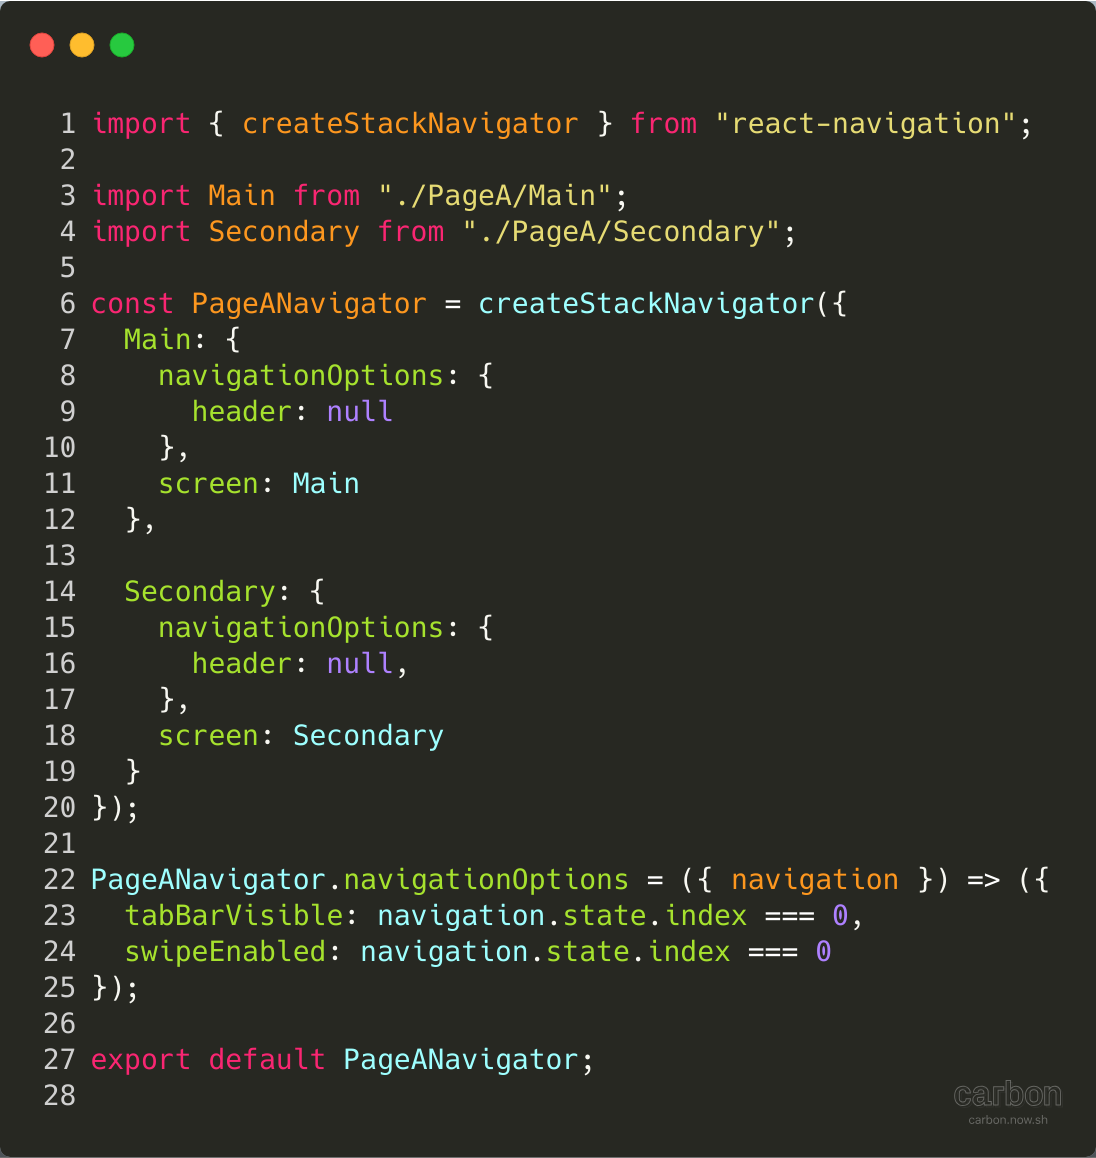 1 import { createStackNavigator } from "react-navigation";
2
3 import Main from "./PageA/Main";
4 import Secondary from "./PageA/Secondary";
5
6 const PageANavigator = createStackNavigator({
7   Main: {
8     navigationOptions: {
9       header: null
10     },
11     screen: Main
12   },
13
14   Secondary: {
15     navigationOptions: {
16       header: null,
17     },
18     screen: Secondary
19   }
20 });
21
22 PageANavigator.navigationOptions = ({ navigation }) => ({
23   tabBarVisible: navigation.state.index === 0,
24   swipeEnabled: navigation.state.index === 0
25 });
26
27 export default PageANavigator;
28
carbon
carbon.now.sh